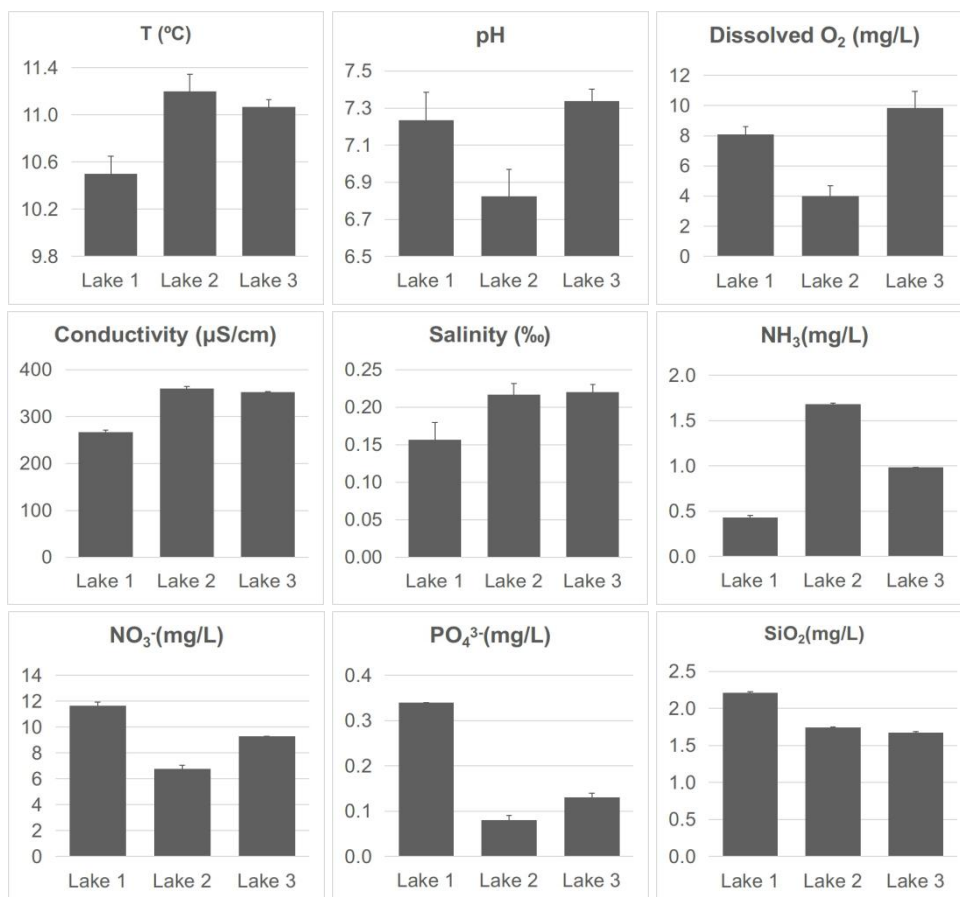 T (ºC)
11.4
11.0
10.6
10.2
9.8
Lake 1 Lake 2 Lake 3
pH
7.5
7.3
7.1
6.9
6.7
6.5
Lake 1 Lake 2 Lake 3
Dissolved O₂ (mg/L)
12
10
8
6
4
2
0
Lake 1 Lake 2 Lake 3
Conductivity (µS/cm)
400
300
200
100
0
Lake 1 Lake 2 Lake 3
Salinity (‰)
0.25
0.20
0.15
0.10
0.05
0.00
Lake 1 Lake 2 Lake 3
NH₃(mg/L)
2.0
1.5
1.0
0.5
0.0
Lake 1 Lake 2 Lake 3
NO₃⁻(mg/L)
14
12
10
8
6
4
2
0
Lake 1 Lake 2 Lake 3
PO₄³⁻(mg/L)
0.4
0.3
0.2
0.1
0.0
Lake 1 Lake 2 Lake 3
SiO₂(mg/L)
2.5
2.0
1.5
1.0
0.5
0.0
Lake 1 Lake 2 Lake 3